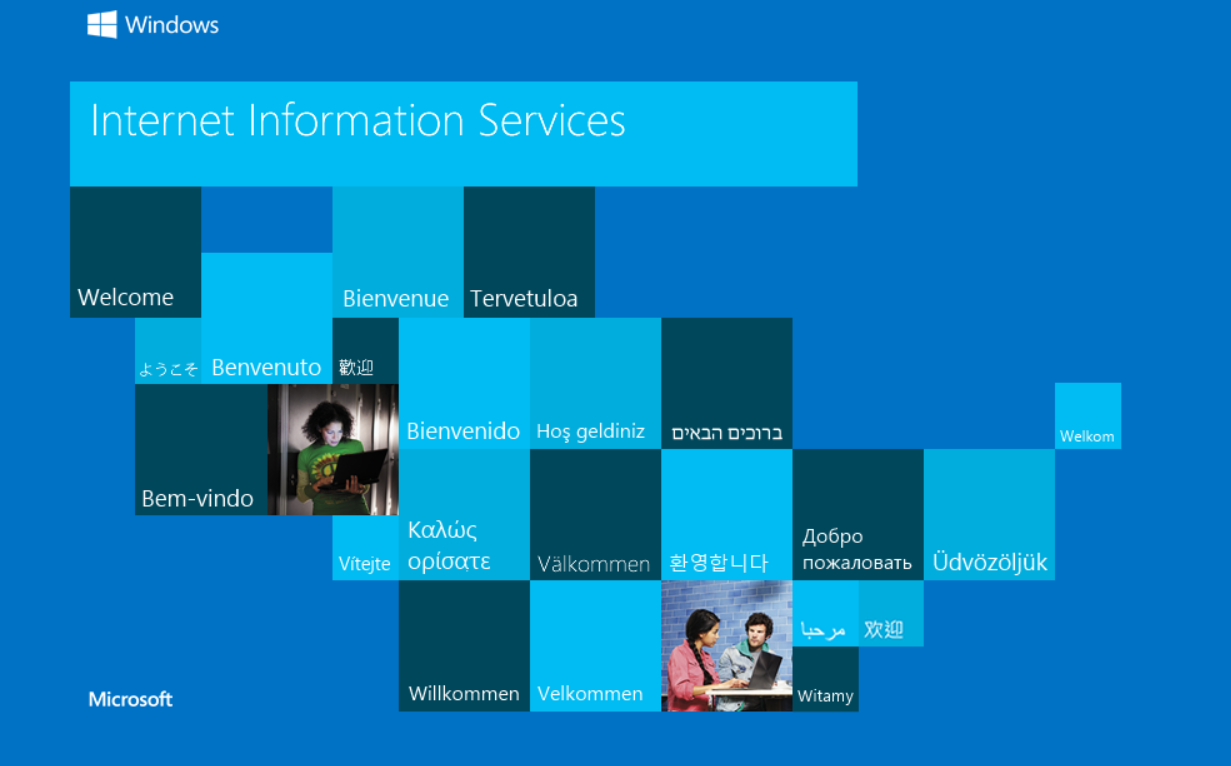 Windows
Internet Information Services
Welcome
Bienvenue
Tervetuloa
ようこそ
Benvenuto
歡迎
Bienvenido
Hoş geldiniz
ברוכים הבאים
Welkom
Bem-vindo
Vítejte
Καλώς
ορίσατε
Välkommen
환영합니다
Добро
пожаловать
Üdvözöljük
مرحبا
欢迎
Willkommen
Velkommen
Witamy
Microsoft